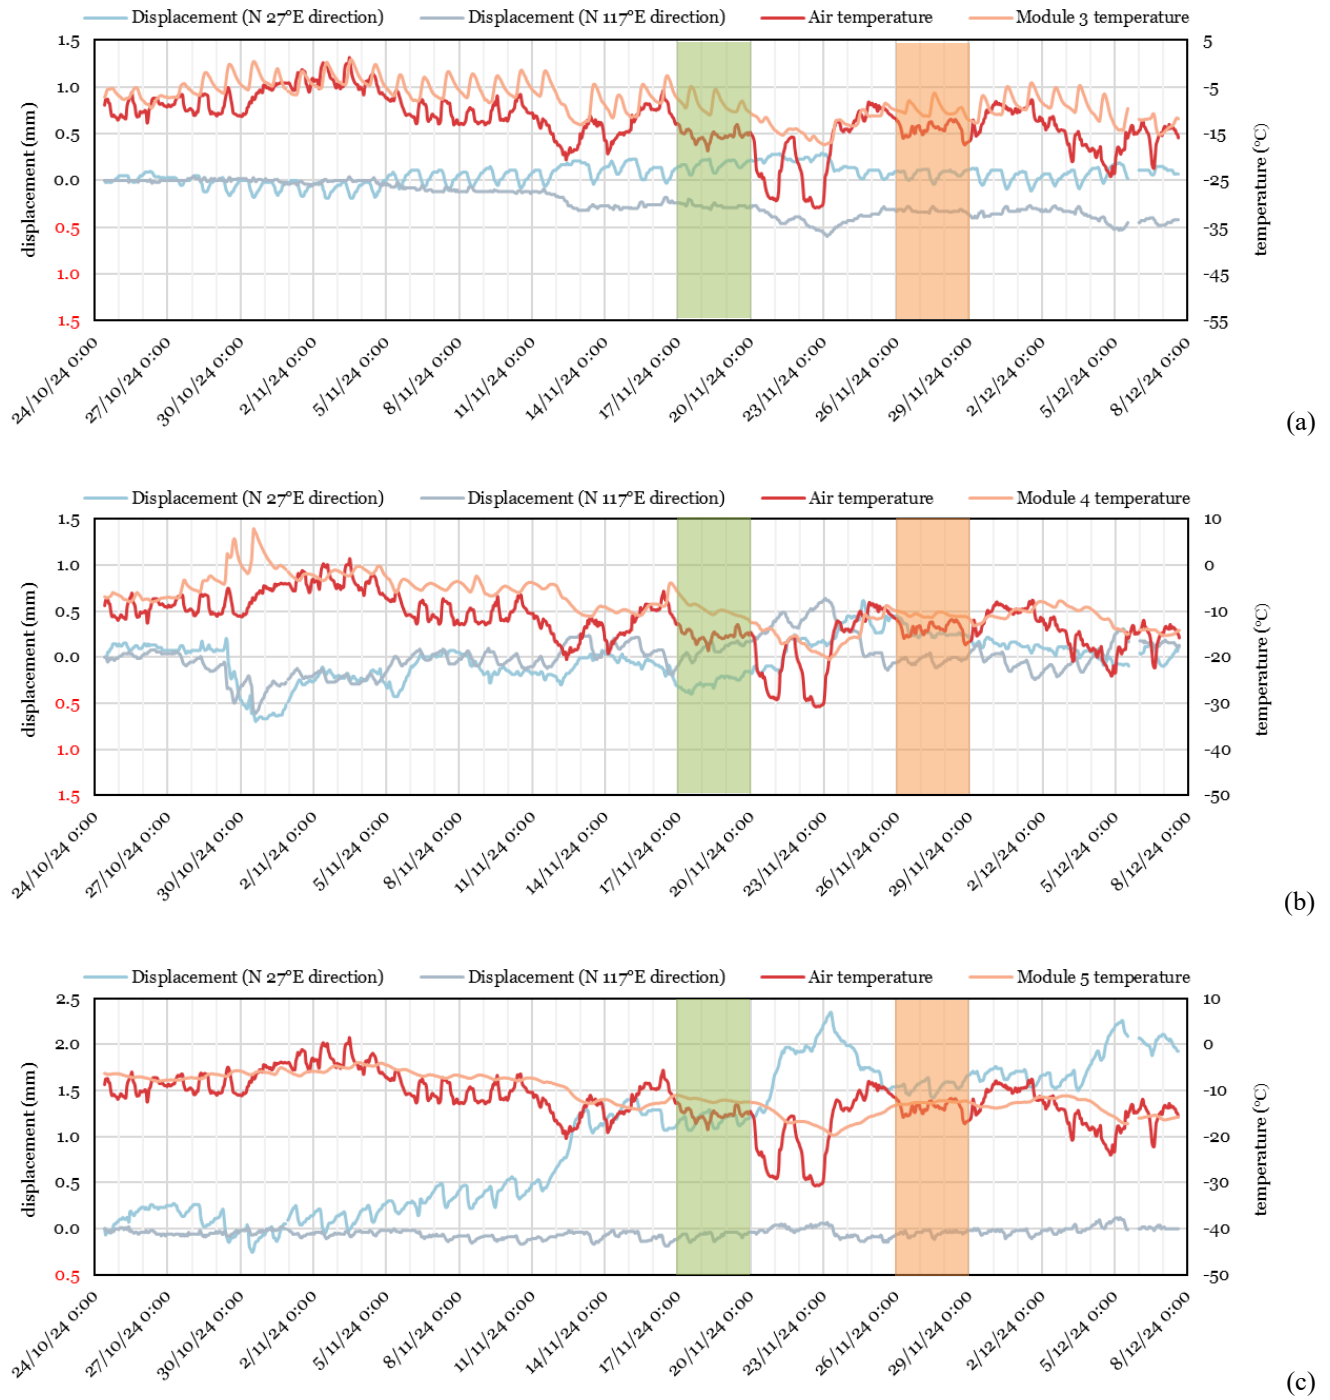 Displacement (N 27°E direction) Displacement (N 117°E direction) Air temperature Module 3 temperature
1.5 5
1.0 -5
0.5 -15
0.0 -25
0.5 -35
1.0 -45
1.5 -55
displacement (mm)
temperature (°C)
24/10/24 0:00 27/10/24 0:00 30/10/24 0:00 2/11/24 0:00 5/11/24 0:00 8/11/24 0:00 11/11/24 0:00 14/11/24 0:00 17/11/24 0:00 20/11/24 0:00 23/11/24 0:00 26/11/24 0:00 29/11/24 0:00 2/12/24 0:00 5/12/24 0:00 8/12/24 0:00
(a)
Displacement (N 27°E direction) Displacement (N 117°E direction) Air temperature Module 4 temperature
1.5 10
1.0 0
0.5 -10
0.0 -20
0.5 -30
1.0 -40
1.5 -50
displacement (mm)
temperature (°C)
24/10/24 0:00 27/10/24 0:00 30/10/24 0:00 2/11/24 0:00 5/11/24 0:00 8/11/24 0:00 11/11/24 0:00 14/11/24 0:00 17/11/24 0:00 20/11/24 0:00 23/11/24 0:00 26/11/24 0:00 29/11/24 0:00 2/12/24 0:00 5/12/24 0:00 8/12/24 0:00
(b)
Displacement (N 27°E direction) Displacement (N 117°E direction) Air temperature Module 5 temperature
2.5 10
2.0 0
1.5 -10
1.0 -20
0.5 -30
0.0 -40
0.5 -50
displacement (mm)
temperature (°C)
24/10/24 0:00 27/10/24 0:00 30/10/24 0:00 2/11/24 0:00 5/11/24 0:00 8/11/24 0:00 11/11/24 0:00 14/11/24 0:00 17/11/24 0:00 20/11/24 0:00 23/11/24 0:00 26/11/24 0:00 29/11/24 0:00 2/12/24 0:00 5/12/24 0:00 8/12/24 0:00
(c)